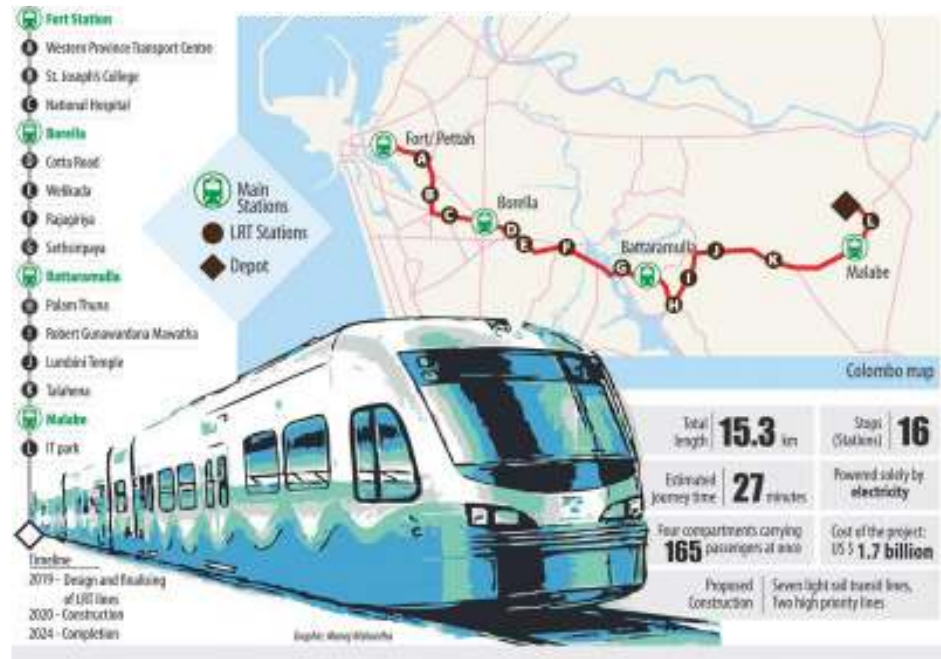 Fort Station
A Western Province Transport Centre
B St. Joseph's College
C National Hospital
Borella
D Cotta Road
E Welikada
F Rajagiriya
G Sethsiripaya
Battaramulla
H Palam Thuna
I Robert Gunawardana Mawatha
J Lumbini Temple
K Talahena
Malabe
L IT park
Main
Stations
LRT Stations
Depot
Fort/ Pettah
A
B
C
Borella
D
E
F
G
Battaramulla
H
I
J
K
Malabe
L
Colombo map
Total
length 15.3 km
Stops
(Stations) 16
Estimated
journey time 27 minutes
Powered solely by
electricity
Four compartments carrying
165 passengers at once
Cost of the project:
US $ 1.7 billion
Proposed
Construction
Seven light rail transit lines,
Two high priority lines
Timeline
2019 - Design and finalising
of LRT lines
2020 - Construction
2024 - Completion
Graphic: